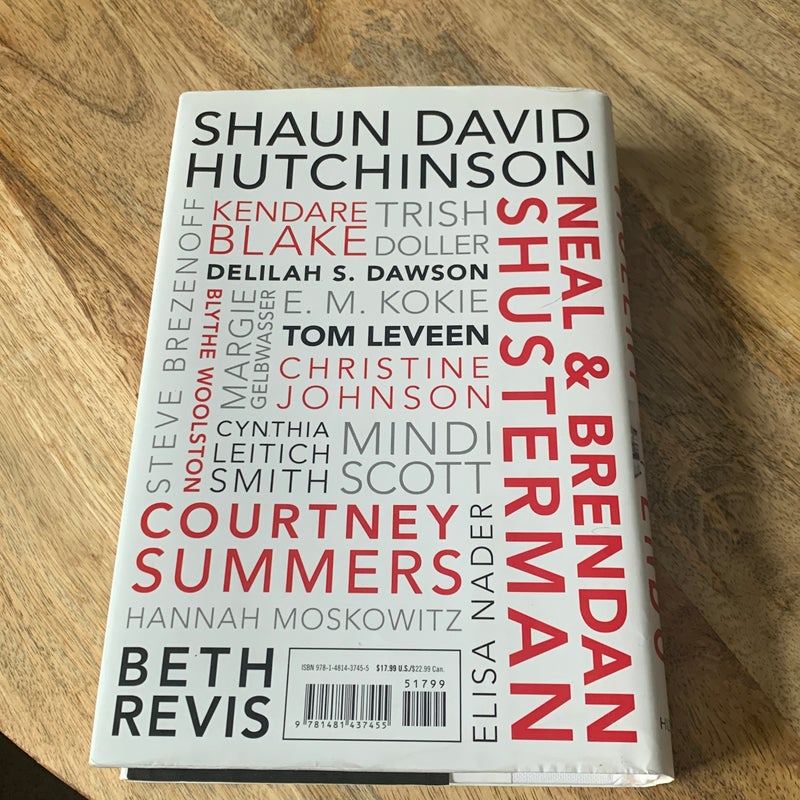 SHAUN DAVID
HUTCHINSON
STEVE BREZENOFF
KENDARE
BLAKE
TRISH
DOLLER
DELILAH S. DAWSON
BLYTHE WOOLSTON
MARGIE
GELBWASSER
E. M. KOKIE
TOM LEVEEN
CHRISTINE
JOHNSON
CYNTHIA
LEITICH
SMITH
MINDI
SCOTT
NEAL & BRENDAN
SHUSTERMAN
COURTNEY
SUMMERS
HANNAH MOSKOWITZ
ELISA NADER
BETH
REVIS
ISBN 978-1-4814-3745-5 $17.99 U.S./$22.99 Can.
51799
9 781481 437455
ENDS